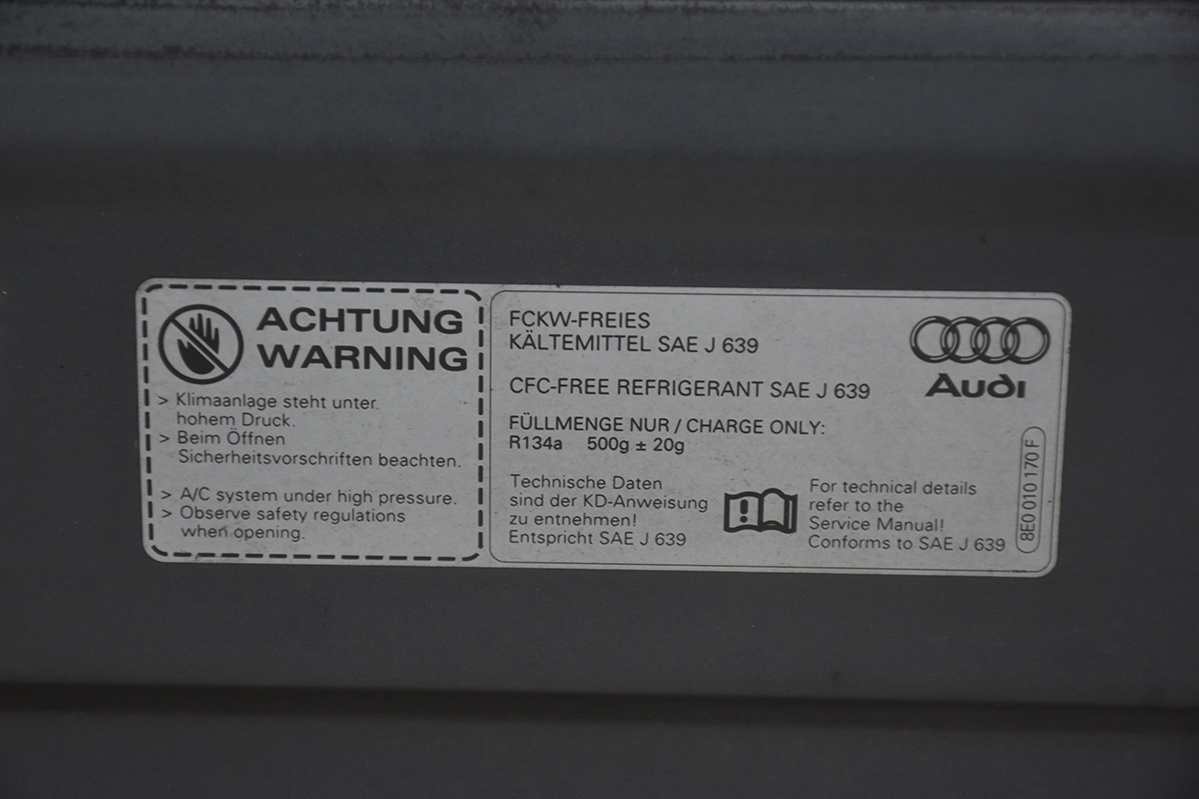 ACHTUNG
WARNING
> Klimaanlage steht unter
hohem Druck.
> Beim Öffnen
Sicherheitsvorschriften beachten.
> A/C system under high pressure.
> Observe safety regulations
when opening.
FCKW-FREIES
KÄLTEMITTEL SAE J 639
CFC-FREE REFRIGERANT SAE J 639
FÜLLMENGE NUR / CHARGE ONLY:
R134a 500g ± 20g
Technische Daten
sind der KD-Anweisung
zu entnehmen!
Entspricht SAE J 639
For technical details
refer to the
Service Manual!
Conforms to SAE J 639
Audi
8E0 010 170 F